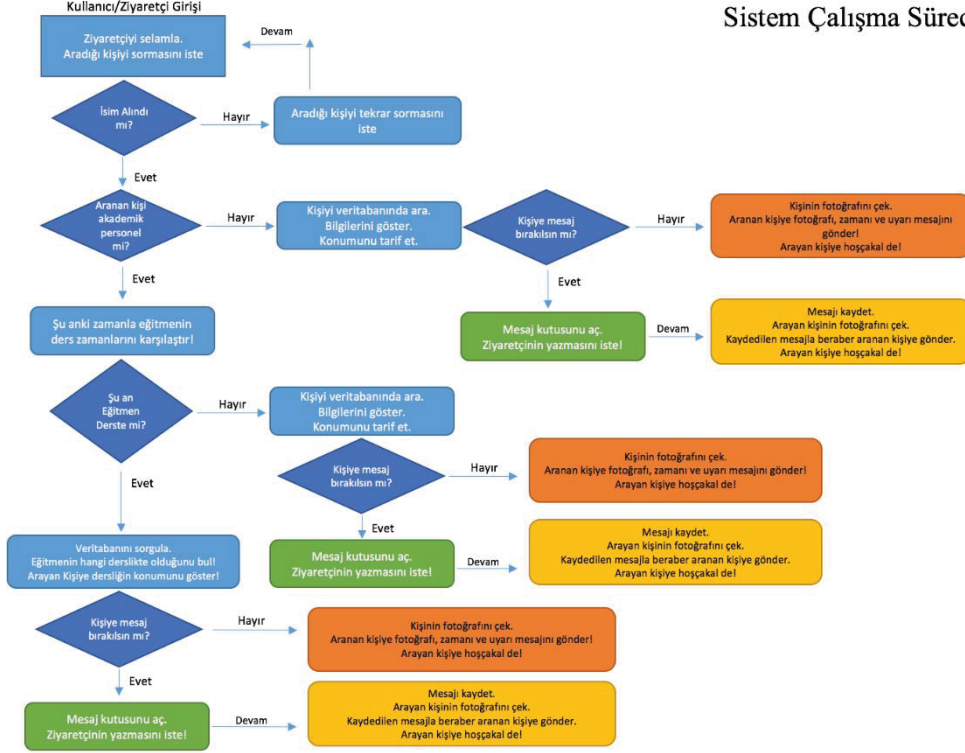 Kullanıcı/Ziyaretçi Girişi
Sistem Çalışma Süre
Ziyaretçiyi selamla.
Aradığı kişiyi sormasını iste
Devam
İsim Alındı
mı?
Hayır
Aradığı kişiyi tekrar sormasını
iste
Evet
Aranan kişi
akademik
personel
mi?
Hayır
Kişiyi veritabanında ara.
Bilgilerini göster.
Konumunu tarif et.
Kişiye mesaj
bırakılsın mı?
Hayır
Kişinin fotoğrafını çek.
Aranan kişiye fotoğrafı, zamanı ve uyarı mesajını
gönder!
Arayan kişiye hoşçakal de!
Evet
Evet
Şu anki zamanla eğitmenin
ders zamanlarını karşılaştır!
Mesaj kutusunu aç.
Ziyaretçinin yazmasını iste!
Devam
Mesajı kaydet.
Arayan kişinin fotoğrafını çek.
Kaydedilen mesajla beraber aranan kişiye gönder.
Arayan kişiye hoşçakal de!
Şu an
Eğitmen
Derste mi?
Hayır
Kişiyi veritabanında ara.
Bilgilerini göster.
Konumunu tarif et.
Kişiye mesaj
bırakılsın mı?
Hayır
Kişinin fotoğrafını çek.
Aranan kişiye fotoğrafı, zamanı ve uyarı mesajını gönder!
Arayan kişiye hoşçakal de!
Evet
Evet
Veritabanını sorgula.
Eğitmenin hangi derslikte olduğunu bul!
Arayan Kişiye dersliğin konumunu göster!
Mesaj kutusunu aç.
Ziyaretçinin yazmasını iste!
Devam
Mesajı kaydet.
Arayan kişinin fotoğrafını çek.
Kaydedilen mesajla beraber aranan kişiye gönder.
Arayan kişiye hoşçakal de!
Kişiye mesaj
bırakılsın mı?
Hayır
Kişinin fotoğrafını çek.
Aranan kişiye fotoğrafı, zamanı ve uyarı mesajını gönder!
Arayan kişiye hoşçakal de!
Evet
Mesaj kutusunu aç.
Ziyaretçinin yazmasını iste!
Devam
Mesajı kaydet.
Arayan kişinin fotoğrafını çek.
Kaydedilen mesajla beraber aranan kişiye gönder.
Arayan kişiye hoşçakal de!